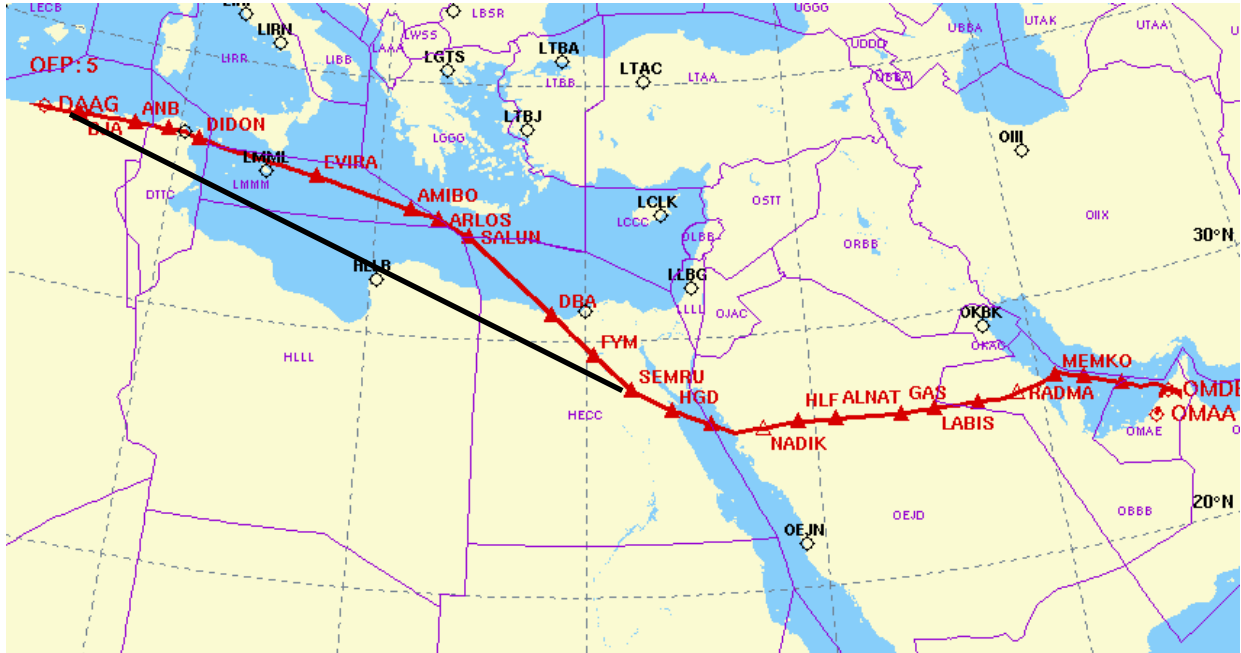 LECB
LIRN
LIRR
LIBB
LAAA
LWSS
LBSR
LGTS
LTBA
LTBB
LTAC
LTAA
UGGG
UDDD
UBBA
UBBA
UTAK
UTAA
OFP: 5
DAAG
BJA
ANB
DIDON
LTBJ
LGGG
OIII
LMML
LMMM
EVIRA
DTTC
AMIBO
ARLOS
SALUN
LCLK
LCCC
OSTT
OLBB
ORBB
OIIX
30°N
HLLB
LLBG
LLLL
OJAC
DBA
OKBK
OKAC
FYM
HLLL
SEMRU
HGD
HECC
NADIK
HLF
ALNAT
GAS
LABIS
RADMA
MEMKO
OMDB
OMAA
OMAE
20°N
OEJN
OEJD
OBBB